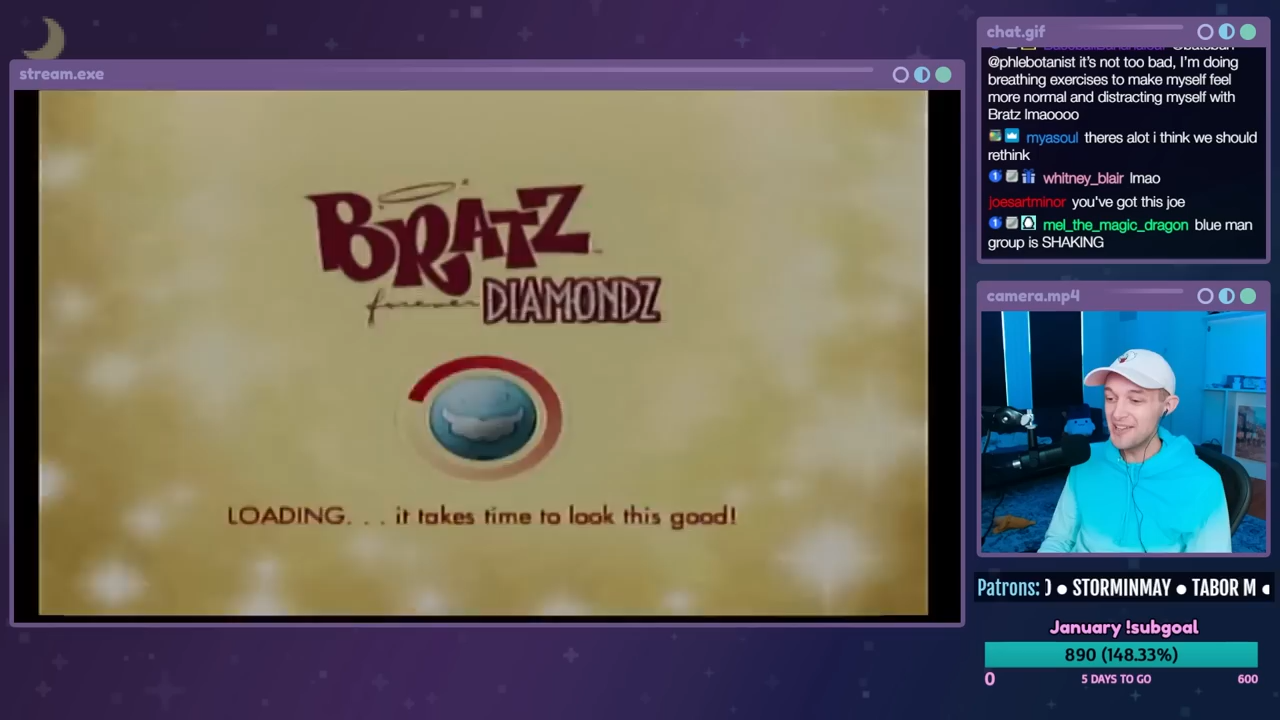 stream.exe
BRATZ
forever DIAMONDZ
LOADING. . . it takes time to look this good!
chat.gif
@phlebotanist it's not too bad, I'm doing
breathing exercises to make myself feel
more normal and distracting myself with
Bratz lmaoooo
myasoul theres alot i think we should
rethink
whitney_blair lmao
joesartminor you've got this joe
mel_the_magic_dragon blue man
group is SHAKING
camera.mp4
Patrons: ● STORMINMAY ● TABOR M ●
January !subgoal
890 (148.33%)
0 5 DAYS TO GO 600